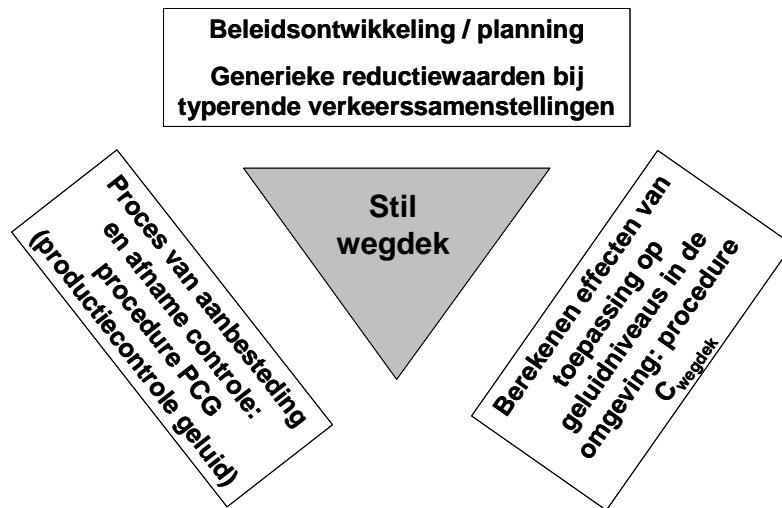 Beleidsontwikkeling / planning
Generieke reductiewaarden bij
typerende verkeerssamenstellingen
Stil
wegdek
Proces van aanbesteding
en afname controle:
procedure PCG
(productiecontrole geluid)
Berekenen effecten van
toepassing op
geluidniveaus in de
omgeving: procedure
Cwegdek